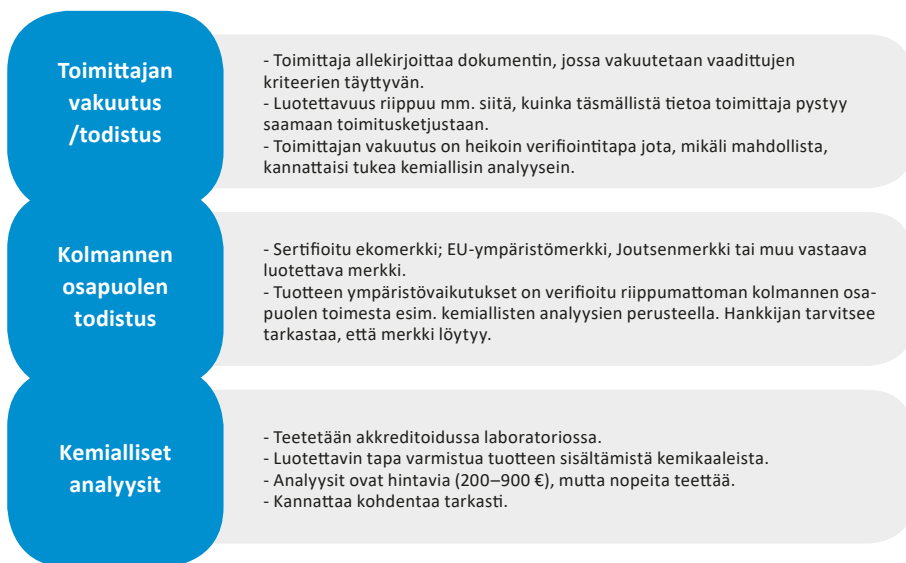 Toimittajan
vakuutus
/todistus
- Toimittaja allekirjoittaa dokumentin, jossa vakuutetaan vaadittujen
kriteerien täyttyvän.
- Luotettavuus riippuu mm. siitä, kuinka täsmällistä tietoa toimittaja pystyy
saamaan toimitusketjustaan.
- Toimittajan vakuutus on heikoin verifiointitapa jota, mikäli mahdollista,
kannattaisi tukea kemiallisin analyysein.
Kolmannen
osapuolen
todistus
- Sertifioitu ekomerkki; EU-ympäristömerkki, Joutsenmerkki tai muu vastaava
luotettava merkki.
- Tuotteen ympäristövaikutukset on verifioitu riippumattoman kolmannen osa-
puolen toimesta esim. kemiallisten analyysien perusteella. Hankkijan tarvitsee
tarkastaa, että merkki löytyy.
Kemialliset
analyysit
- Teetetään akkreditoidussa laboratoriossa.
- Luotettavin tapa varmistua tuotteen sisältämistä kemikaaleista.
- Analyysit ovat hintavia (200–900 €), mutta nopeita teettää.
- Kannattaa kohdentaa tarkasti.